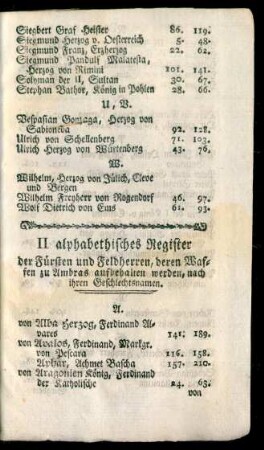 Siegbert Graf Heister 86. 119.
Siegmund Herzog v. Oesterreich 5. 48.
Siegmund Franz, Erzherzog 22. 62.
Siegmund Pandulf Malatesta,
Herzog von Rimini 101. 141.
Solyman der II, Sultan 30. 67.
Stephan Bathor, König in Pohlen 28. 66.
U, V.
Vespasian Gonzaga, Herzog von
Sabioneta 92. 128.
Ulrich von Schellenberg 71. 103.
Ulrich Herzog von Würtenberg 43. 76.
W.
Wilhelm, Herzog von Jülich, Cleve
und Bergen
Wilhelm Freyherr von Rogendorf 46. 97.
Wolf Dietrich von Ems 61. 93.
II alphabethisches Register
der Fürsten und Feldherren, deren Waf-
fen zu Ambras aufbehalten werden, nach
ihren Geschlechtsnamen.
A.
von Alba Herzog, Ferdinand Al-
vares 141. 189.
von Avalos, Ferdinand, Markgr.
von Pescara 116. 158.
Aykar, Achmet Bascha 157. 210.
von Aragonien König, Ferdinand
der Katholische 24. 63.
von